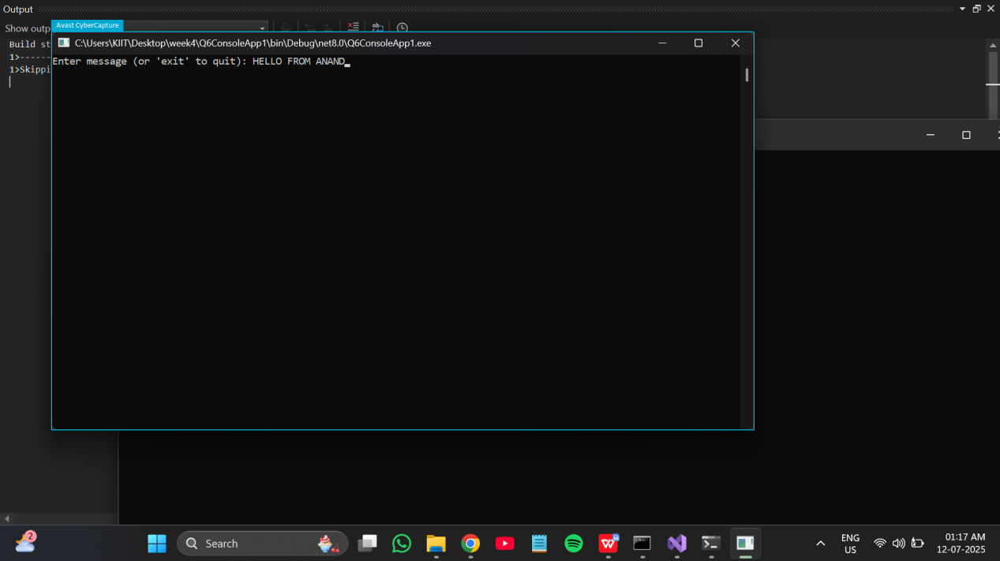 Output
Show outp
Avast CyberCapture
Build st
1>------
1>Skippi
C:\Users\KIIT\Desktop\week4\Q6ConsoleApp1\bin\Debug\net8.0\Q6ConsoleApp1.exe
Enter message (or 'exit' to quit): HELLO FROM ANAND
2
Search
W
ENG
US
01:17 AM
12-07-2025